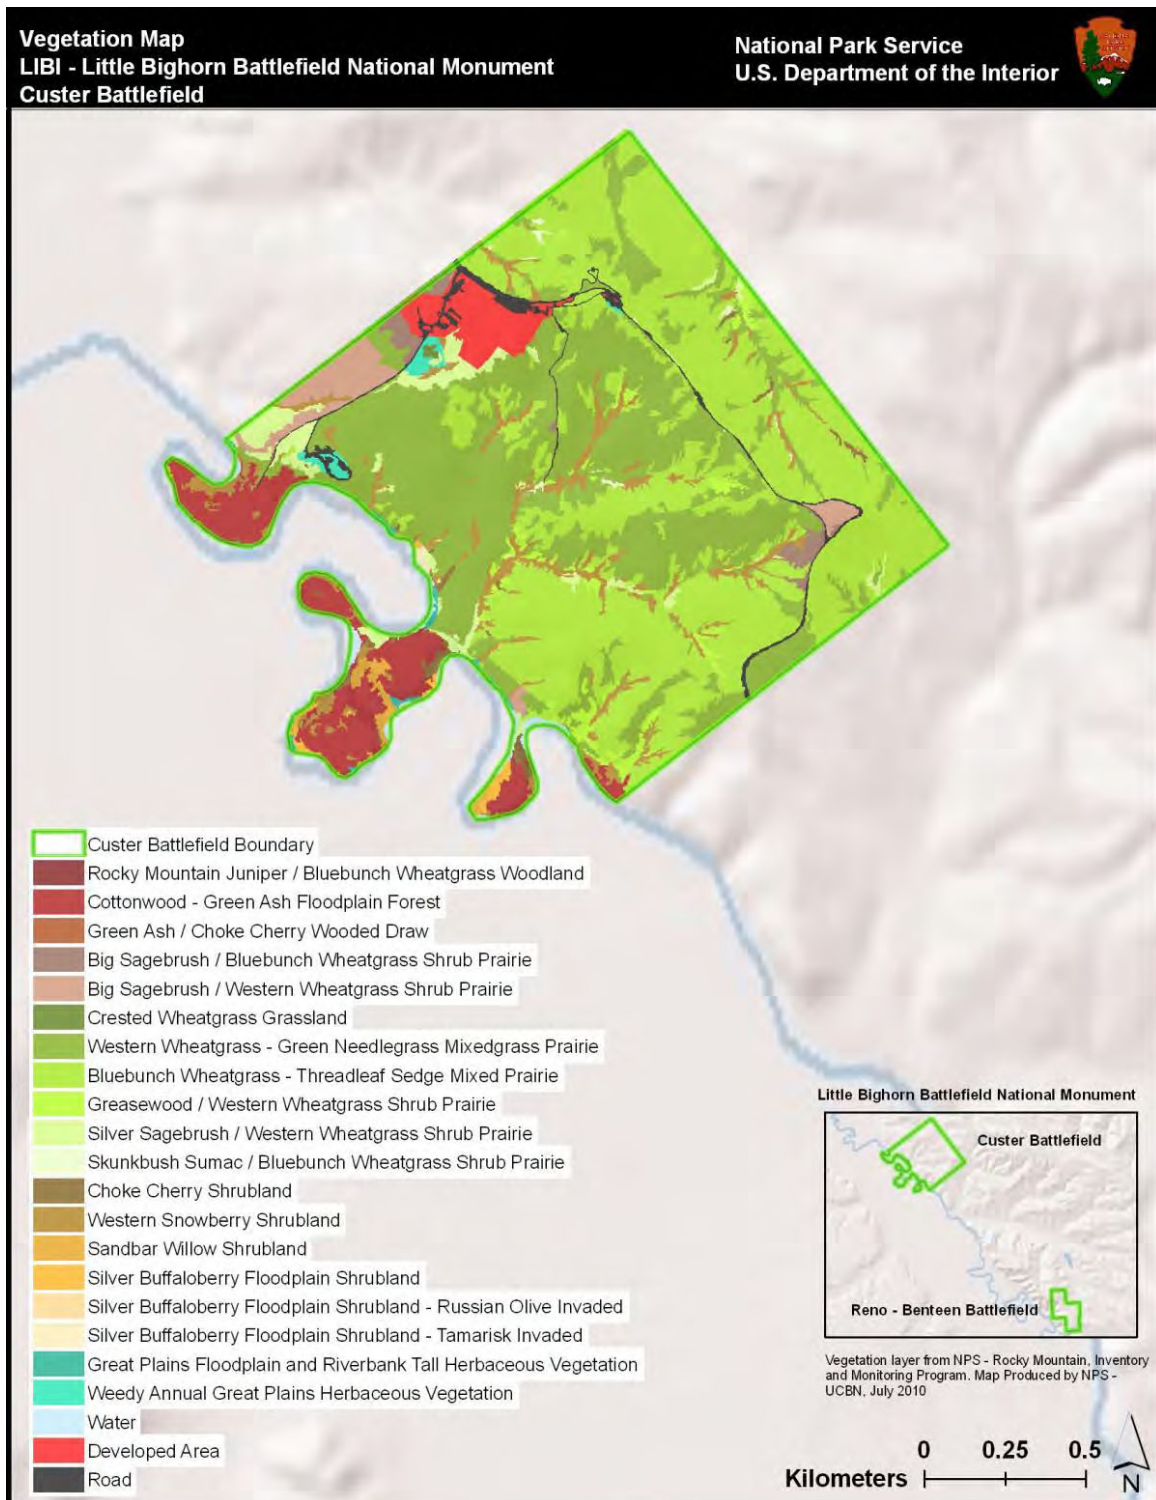 Vegetation Map
LIBI - Little Bighorn Battlefield National Monument
Custer Battlefield
National Park Service
U.S. Department of the Interior
Custer Battlefield Boundary
Rocky Mountain Juniper / Bluebunch Wheatgrass Woodland
Cottonwood - Green Ash Floodplain Forest
Green Ash / Choke Cherry Wooded Draw
Big Sagebrush / Bluebunch Wheatgrass Shrub Prairie
Big Sagebrush / Western Wheatgrass Shrub Prairie
Crested Wheatgrass Grassland
Western Wheatgrass - Green Needlegrass Mixedgrass Prairie
Bluebunch Wheatgrass - Threadleaf Sedge Mixed Prairie
Greasewood / Western Wheatgrass Shrub Prairie
Silver Sagebrush / Western Wheatgrass Shrub Prairie
Skunkbush Sumac / Bluebunch Wheatgrass Shrub Prairie
Choke Cherry Shrubland
Western Snowberry Shrubland
Sandbar Willow Shrubland
Silver Buffaloberry Floodplain Shrubland
Silver Buffaloberry Floodplain Shrubland - Russian Olive Invaded
Silver Buffaloberry Floodplain Shrubland - Tamarisk Invaded
Great Plains Floodplain and Riverbank Tall Herbaceous Vegetation
Weedy Annual Great Plains Herbaceous Vegetation
Water
Developed Area
Road
Little Bighorn Battlefield National Monument
Custer Battlefield
Reno - Benteen Battlefield
Vegetation layer from NPS - Rocky Mountain, Inventory
and Monitoring Program. Map Produced by NPS -
UCBN, July 2010
0 0.25 0.5
Kilometers
N